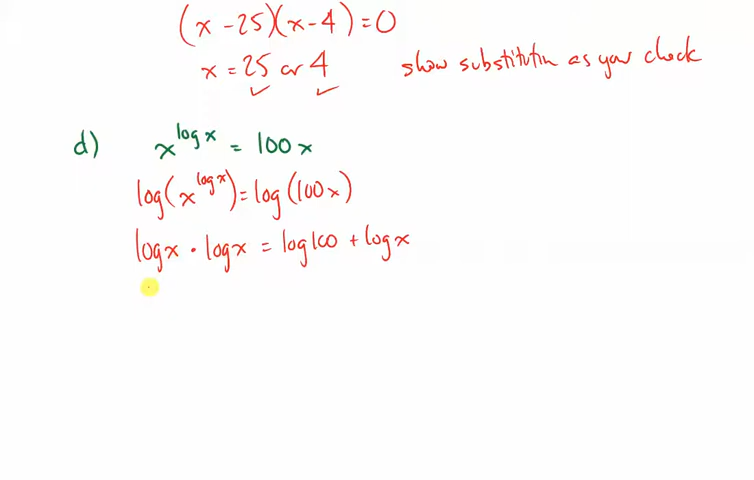 (x - 25)(x - 4) = 0
x = 25 or 4 show substitution as your check
✓ ✓
d) x^{log x} = 100x
log(x^{log x}) = log(100x)
log x · log x = log 100 + log x